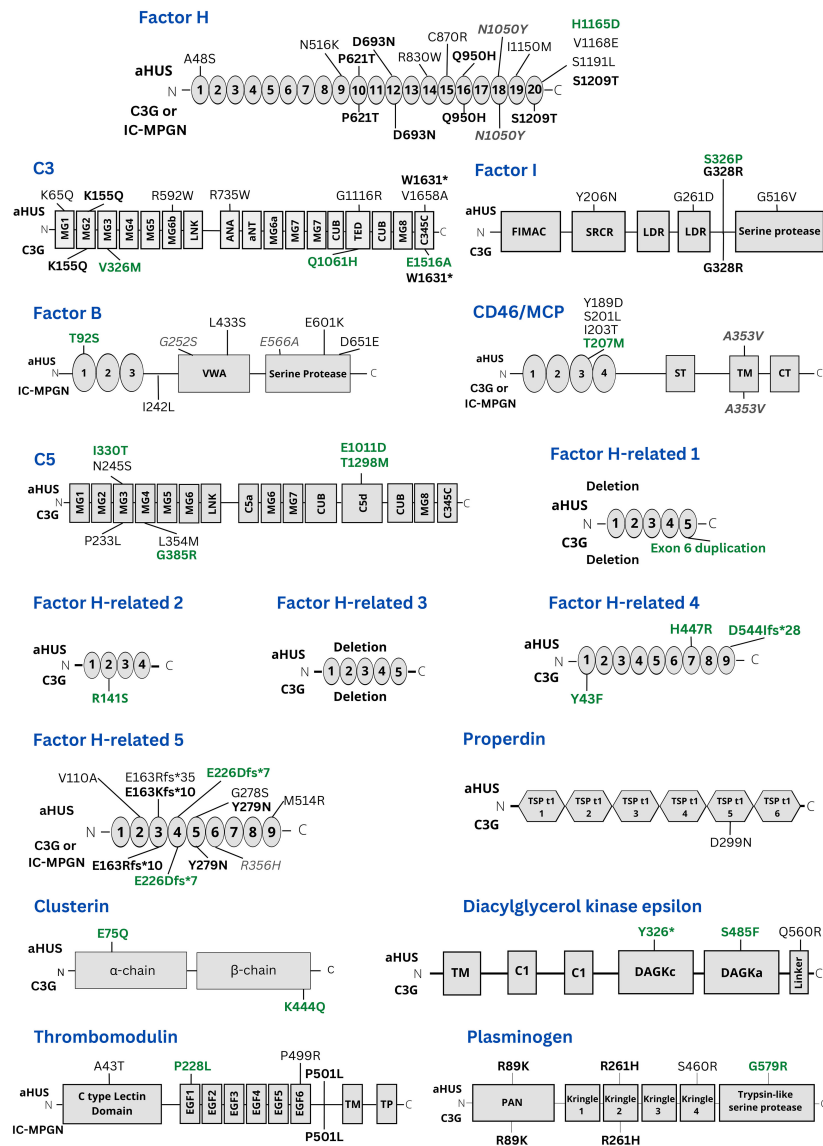 Factor H
A48S
N516K
P621T
D693N
R830W
C870R
Q950H
N1050Y
I1150M
H1165D
V1168E
S1191L
S1209T
aHUS
N
1 2 3 4 5 6 7 8 9 10 11 12 13 14 15 16 17 18 19 20
C
C3G or
IC-MPGN
P621T
D693N
Q950H
N1050Y
S1209T
C3
K65Q
K155Q
R592W
R735W
G1116R
W1631*
V1658A
aHUS
N
MG1 MG2 MG3 MG4 MG5 MG6b LNK ANA aNT MG6a MG7 MG7 CUB TED CUB MG8 C345C
C
C3G
K155Q
V326M
Q1061H
E1516A
W1631*
Factor I
S326P
G328R
Y206N
G261D
G516V
aHUS
N
FIMAC SRCR LDR LDR Serine protease
C
C3G
G328R
Factor B
T92S
G252S
L433S
E566A
E601K
D651E
aHUS
N
1 2 3 VWA Serine Protease
C
IC-MPGN
I242L
CD46/MCP
Y189D
S201L
I203T
T207M
A353V
aHUS
N
1 2 3 4 ST TM CT
C
C3G or
IC-MPGN
A353V
C5
I330T
N245S
E1011D
T1298M
aHUS
N
MG1 MG2 MG3 MG4 MG5 MG6 LNK C5a MG6 MG7 CUB C5d CUB MG8 C345C
C
C3G
P233L
L354M
G385R
Factor H-related 1
Deletion
aHUS
N
1 2 3 4 5
C
C3G
Exon 6 duplication
Deletion
Factor H-related 2
aHUS
N
1 2 3 4
C
C3G
R141S
Factor H-related 3
Deletion
aHUS
N
1 2 3 4 5
C
C3G
Deletion
Factor H-related 4
H447R
D544Ifs*28
aHUS
N
1 2 3 4 5 6 7 8 9
C
C3G
Y43F
Factor H-related 5
V110A
E163Rfs*35
E163Kfs*10
E226Dfs*7
G278S
Y279N
M514R
aHUS
N
1 2 3 4 5 6 7 8 9
C
C3G or
IC-MPGN
E163Rfs*10
E226Dfs*7
Y279N
R356H
Properdin
aHUS
N
TSP t1 1
TSP t1 2
TSP t1 3
TSP t1 4
TSP t1 5
TSP t1 6
C
C3G
D299N
Clusterin
E75Q
aHUS
N
α-chain β-chain
C
C3G
K444Q
Diacylglycerol kinase epsilon
Y326*
S485F
Q560R
aHUS
N
TM C1 C1 DAGKc DAGKa Linker
C
C3G
Thrombomodulin
A43T
P228L
P499R
P501L
aHUS
N
C type Lectin
Domain
EGF1 EGF2 EGF3 EGF4 EGF5 EGF6 TM TP
C
IC-MPGN
P501L
Plasminogen
R89K
R261H
S460R
G579R
aHUS
N
PAN
Kringle 1
Kringle 2
Kringle 3
Kringle 4
Trypsin-like
serine protease
C
C3G
R89K
R261H